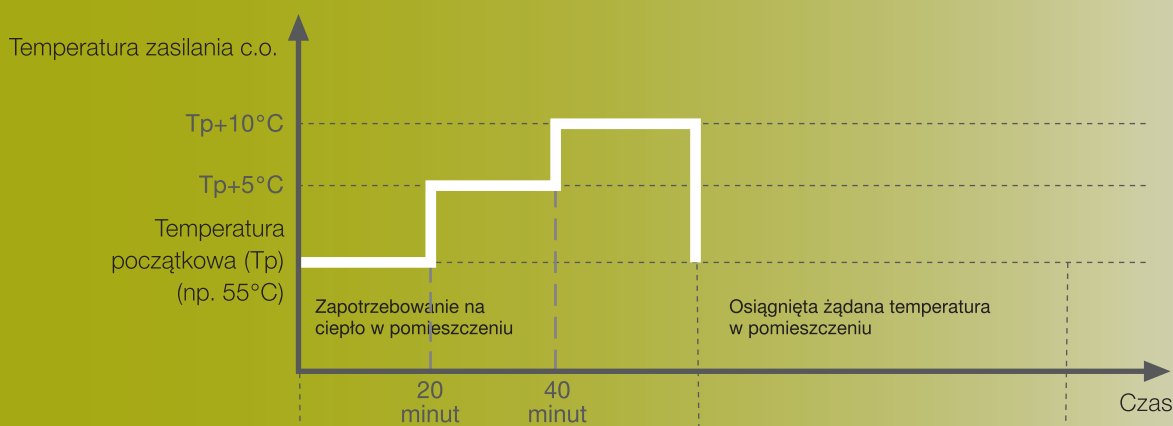 Temperatura zasilania c.o.
Tp+10°C
Tp+5°C
Temperatura
początkowa (Tp)
(np. 55°C)
Zapotrzebowanie na
ciepło w pomieszczeniu
Osiągnięta żądana temperatura
w pomieszczeniu
20
minut
40
minut
Czas